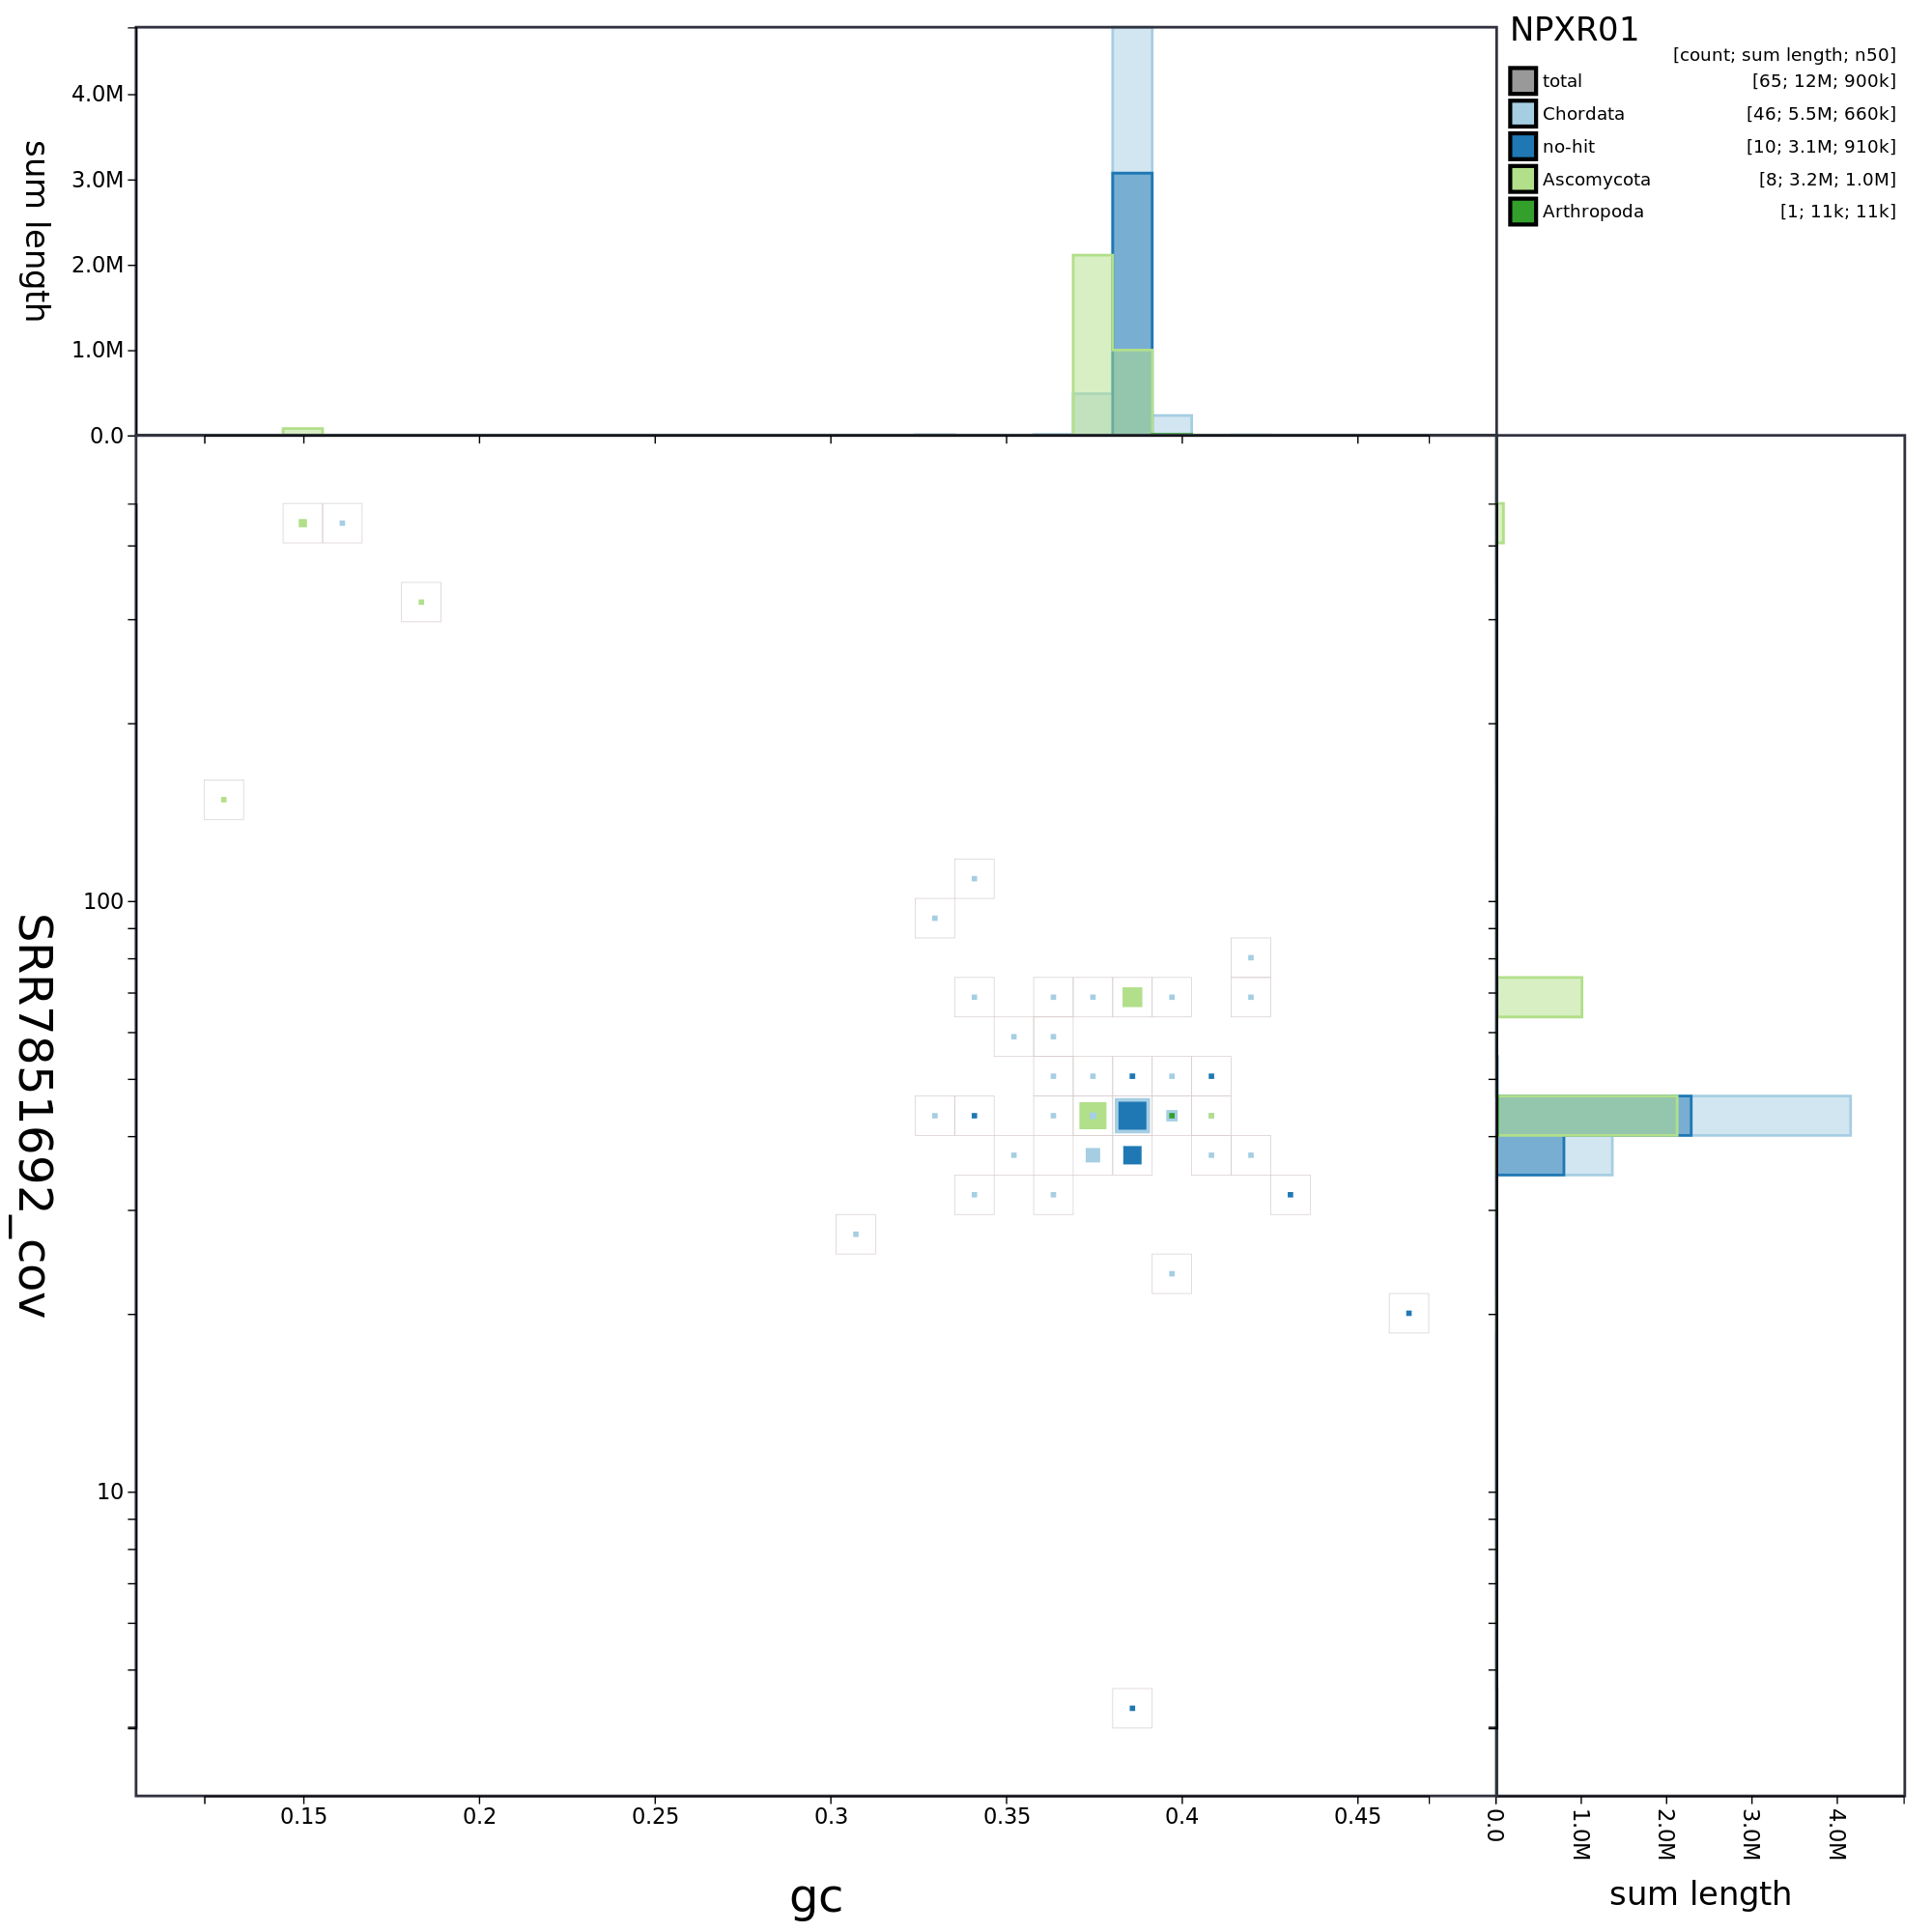 NPXR01
[count; sum length; n50]
total [65; 12M; 900k]
Chordata [46; 5.5M; 660k]
no-hit [10; 3.1M; 910k]
Ascomycota [8; 3.2M; 1.0M]
Arthropoda [1; 11k; 11k]
sum length
4.0M
3.0M
2.0M
1.0M
0.0
SRR7851692_cov
100
10
0.15 0.2 0.25 0.3 0.35 0.4 0.45
gc
0.0 1.0M 2.0M 3.0M 4.0M
sum length